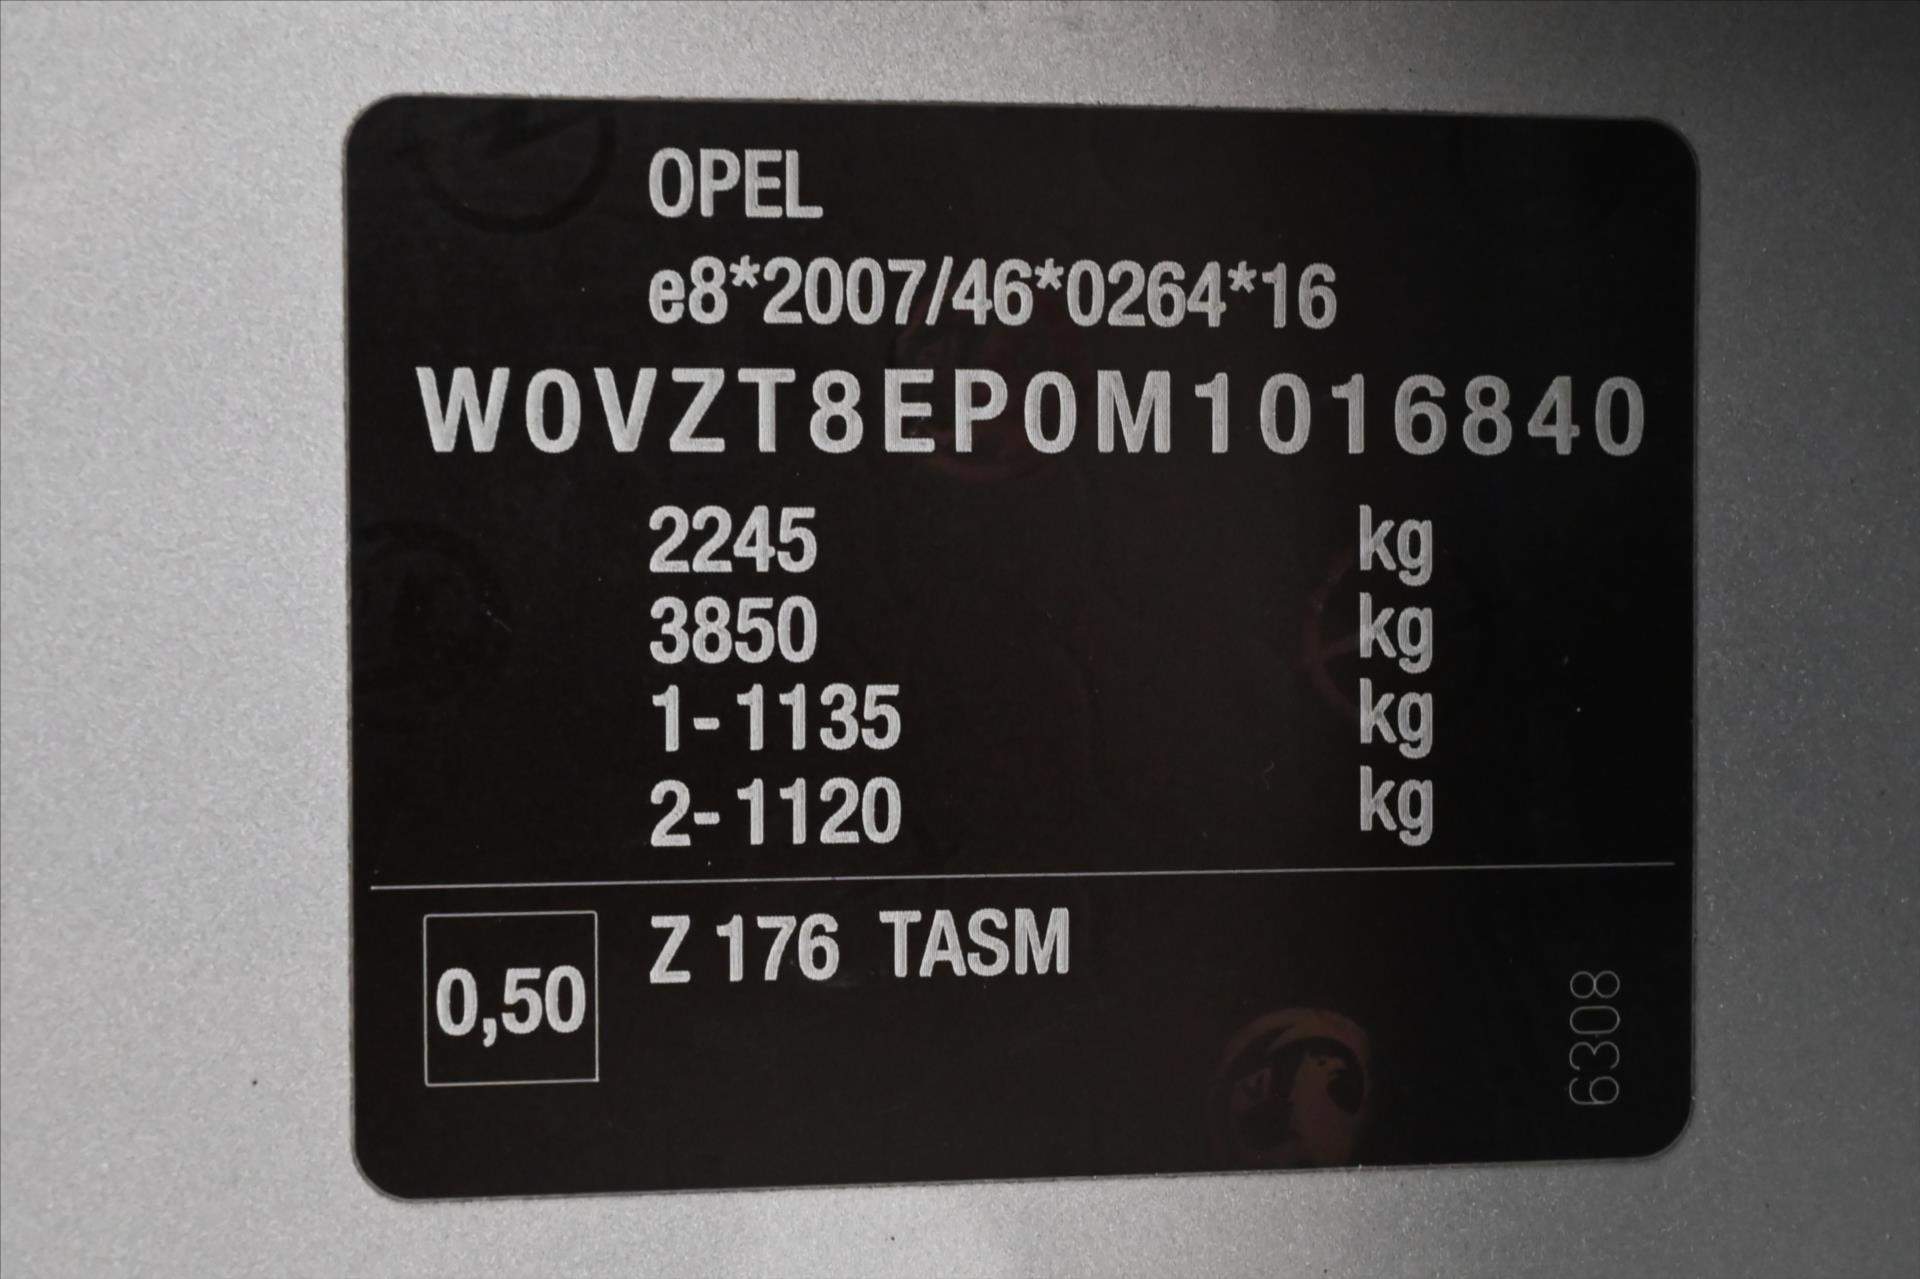 OPEL
e8*2007/46*0264*16
W0VZT8EP0M1016840
2245 kg
3850 kg
1-1135 kg
2-1120 kg
0,50
Z 176 TASM
6308